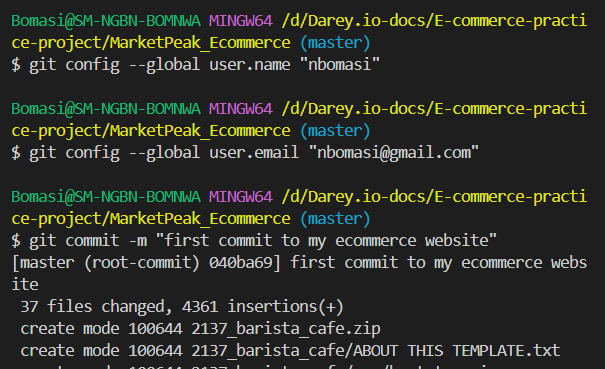 Bomasi@SM-NGBN-BOMNWA MINGW64 /d/Darey.io-docs/E-commerce-practi
ce-project/MarketPeak_Ecommerce (master)
$ git config --global user.name "nbomasi"
Bomasi@SM-NGBN-BOMNWA MINGW64 /d/Darey.io-docs/E-commerce-practi
ce-project/MarketPeak_Ecommerce (master)
$ git config --global user.email "nbomasi@gmail.com"
Bomasi@SM-NGBN-BOMNWA MINGW64 /d/Darey.io-docs/E-commerce-practi
ce-project/MarketPeak_Ecommerce (master)
$ git commit -m "first commit to my ecommerce website"
[master (root-commit) 040ba69] first commit to my ecommerce webs
ite
 37 files changed, 4361 insertions(+)
 create mode 100644 2137_barista_cafe.zip
 create mode 100644 2137_barista_cafe/ABOUT THIS TEMPLATE.txt